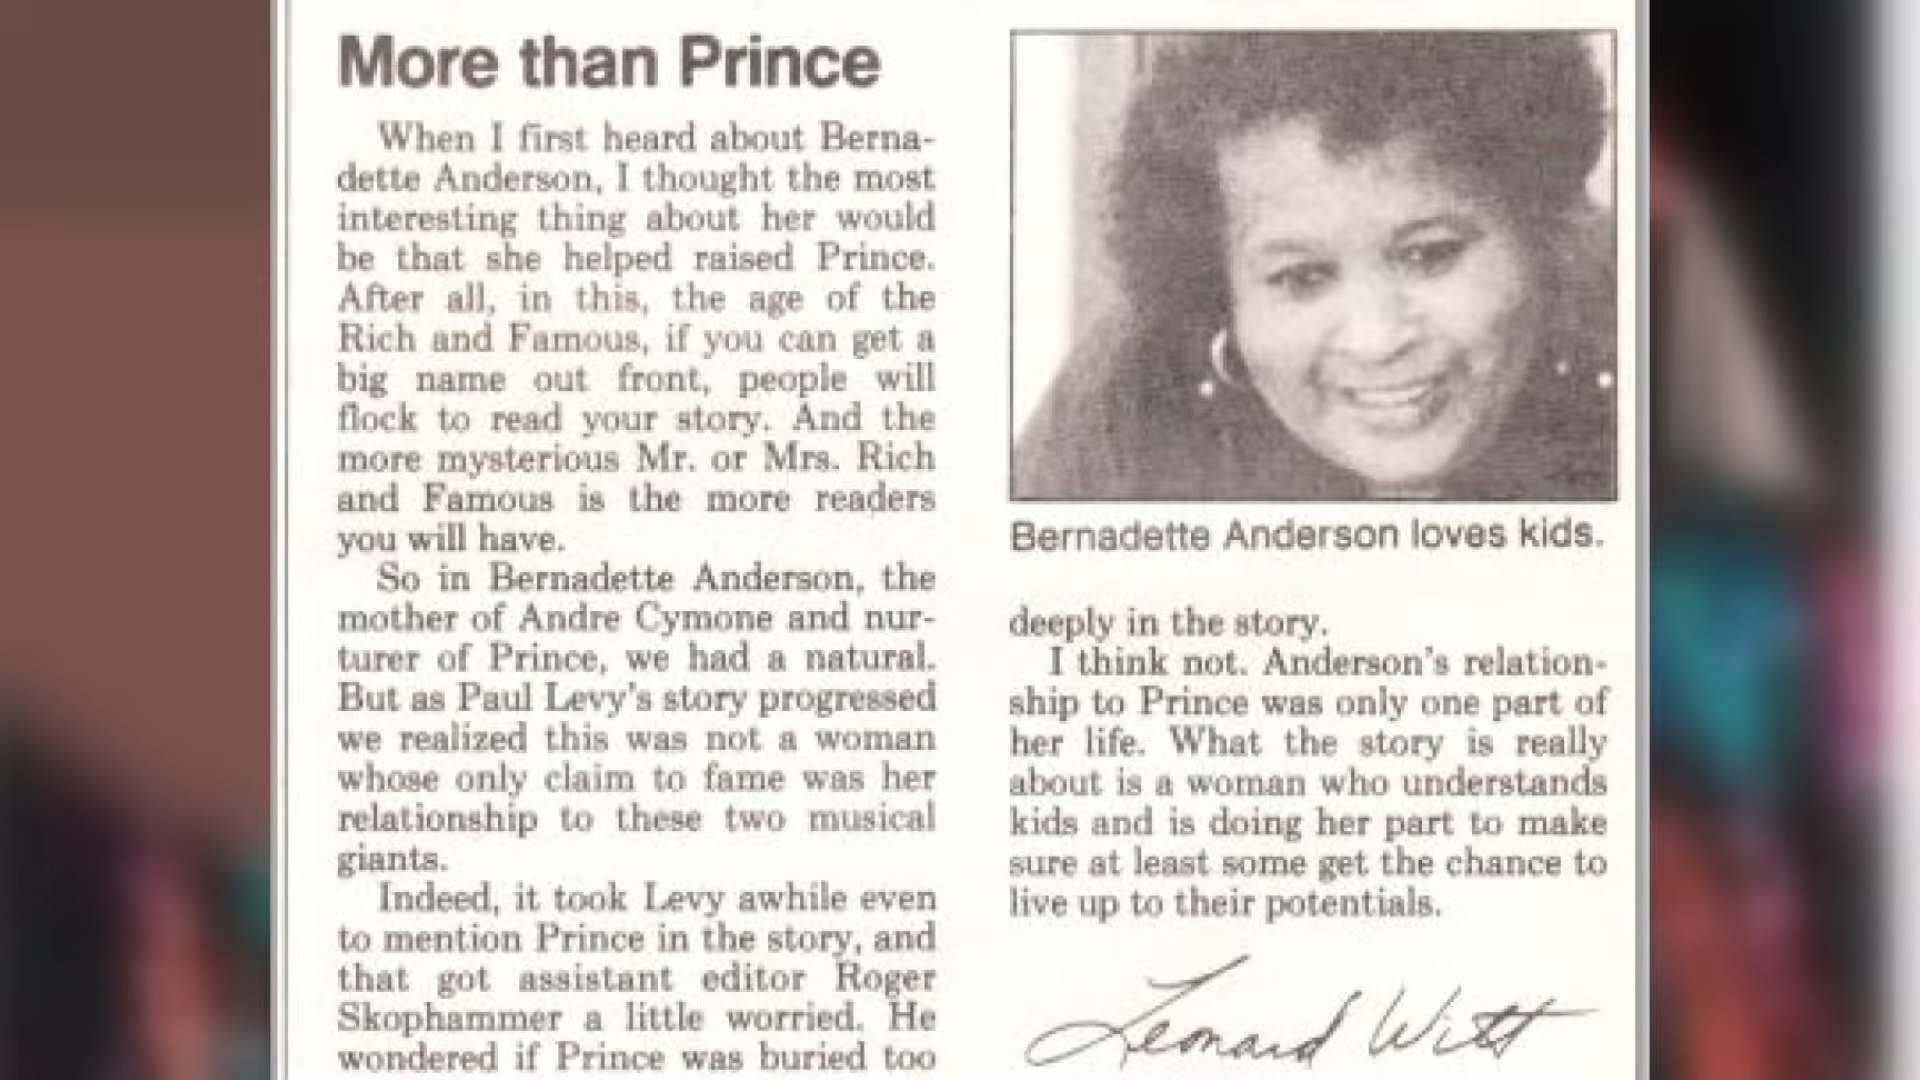 More than Prince
When I first heard about Berna-
dette Anderson, I thought the most
interesting thing about her would
be that she helped raised Prince.
After all, in this, the age of the
Rich and Famous, if you can get a
big name out front, people will
flock to read your story. And the
more mysterious Mr. or Mrs. Rich
and Famous is the more readers
you will have.
So in Bernadette Anderson, the
mother of Andre Cymone and nur-
turer of Prince, we had a natural.
But as Paul Levy's story progressed
we realized this was not a woman
whose only claim to fame was her
relationship to these two musical
giants.
Indeed, it took Levy awhile even
to mention Prince in the story, and
that got assistant editor Roger
Skophammer a little worried. He
wondered if Prince was buried too
Bernadette Anderson loves kids.
deeply in the story.
I think not. Anderson's relation-
ship to Prince was only one part of
her life. What the story is really
about is a woman who understands
kids and is doing her part to make
sure at least some get the chance to
live up to their potentials.
Leonard Witt